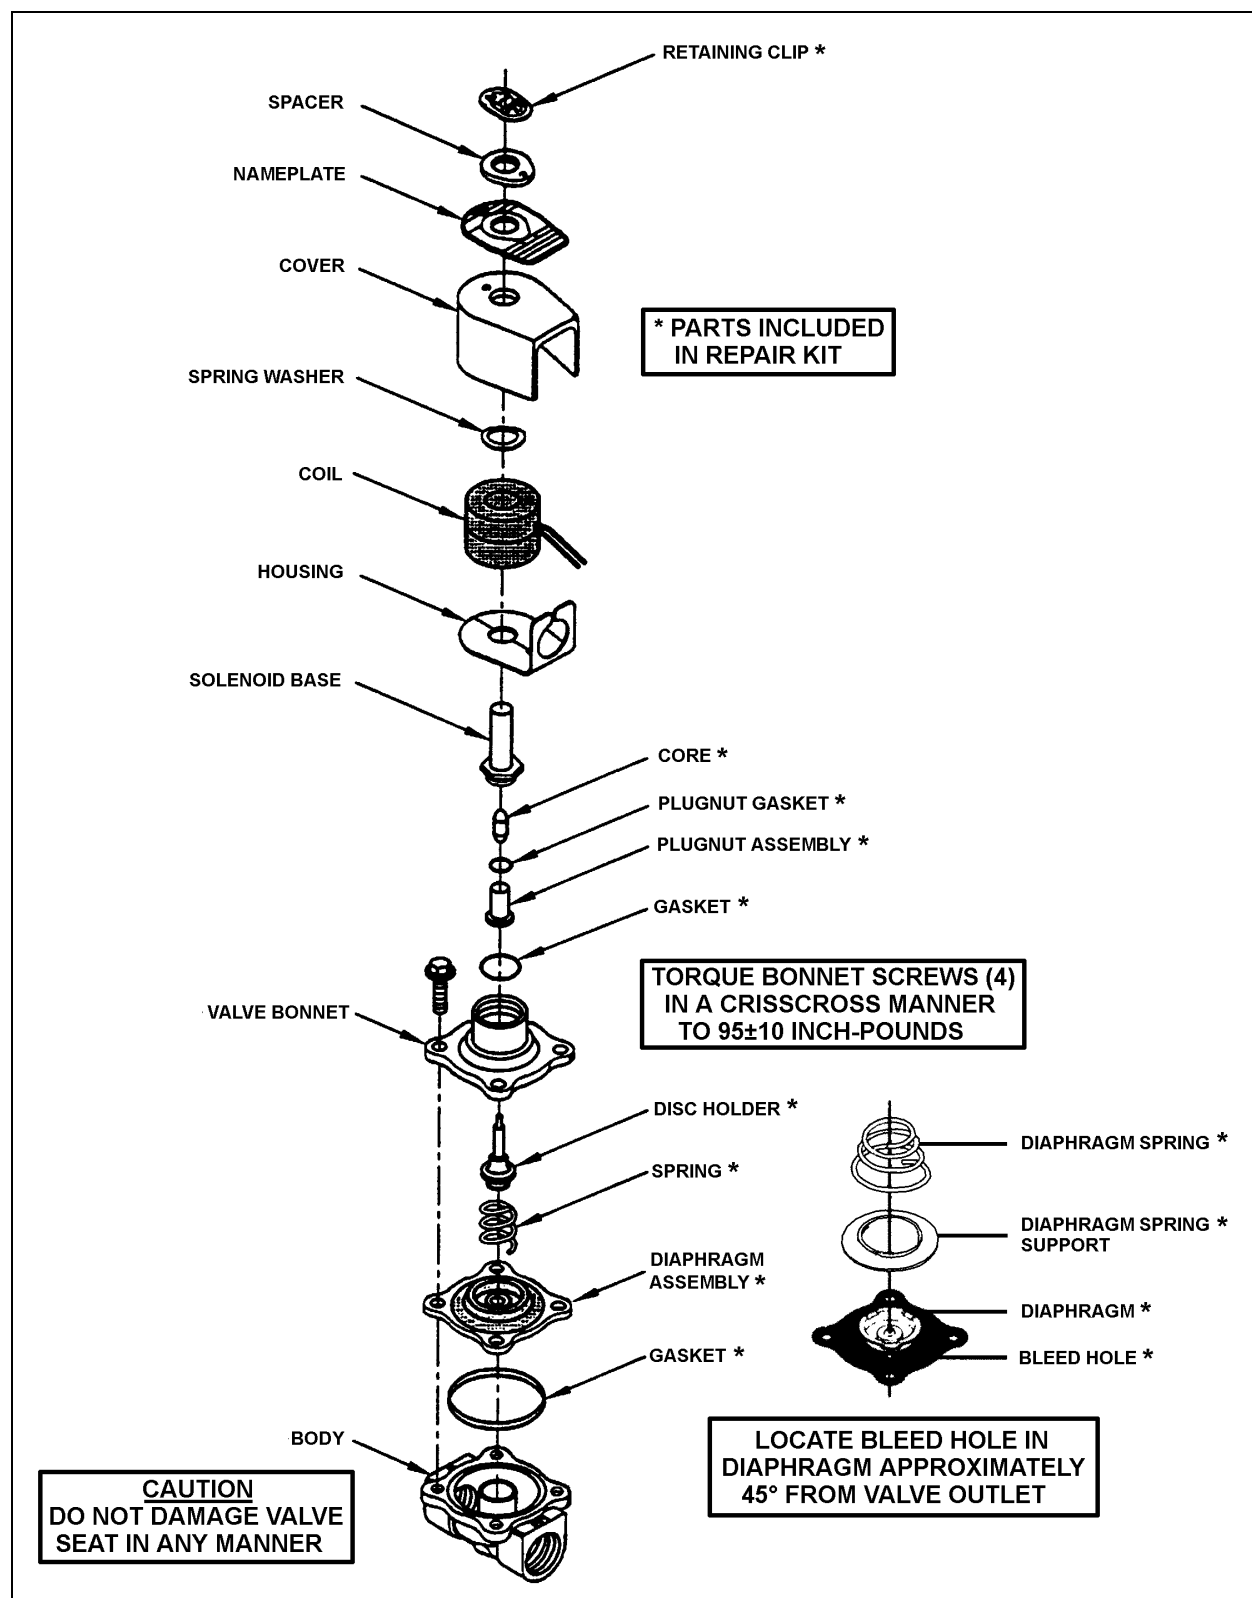 RETAINING CLIP *
SPACER
NAMEPLATE
COVER
* PARTS INCLUDED
IN REPAIR KIT
SPRING WASHER
COIL
HOUSING
SOLENOID BASE
CORE *
PLUGNUT GASKET *
PLUGNUT ASSEMBLY *
GASKET *
TORQUE BONNET SCREWS (4)
IN A CRISSCROSS MANNER
TO 95±10 INCH-POUNDS
VALVE BONNET
DISC HOLDER *
SPRING *
DIAPHRAGM
ASSEMBLY *
GASKET *
DIAPHRAGM SPRING *
DIAPHRAGM SPRING *
SUPPORT
DIAPHRAGM *
BLEED HOLE *
BODY
LOCATE BLEED HOLE IN
DIAPHRAGM APPROXIMATELY
45° FROM VALVE OUTLET
CAUTION
DO NOT DAMAGE VALVE
SEAT IN ANY MANNER